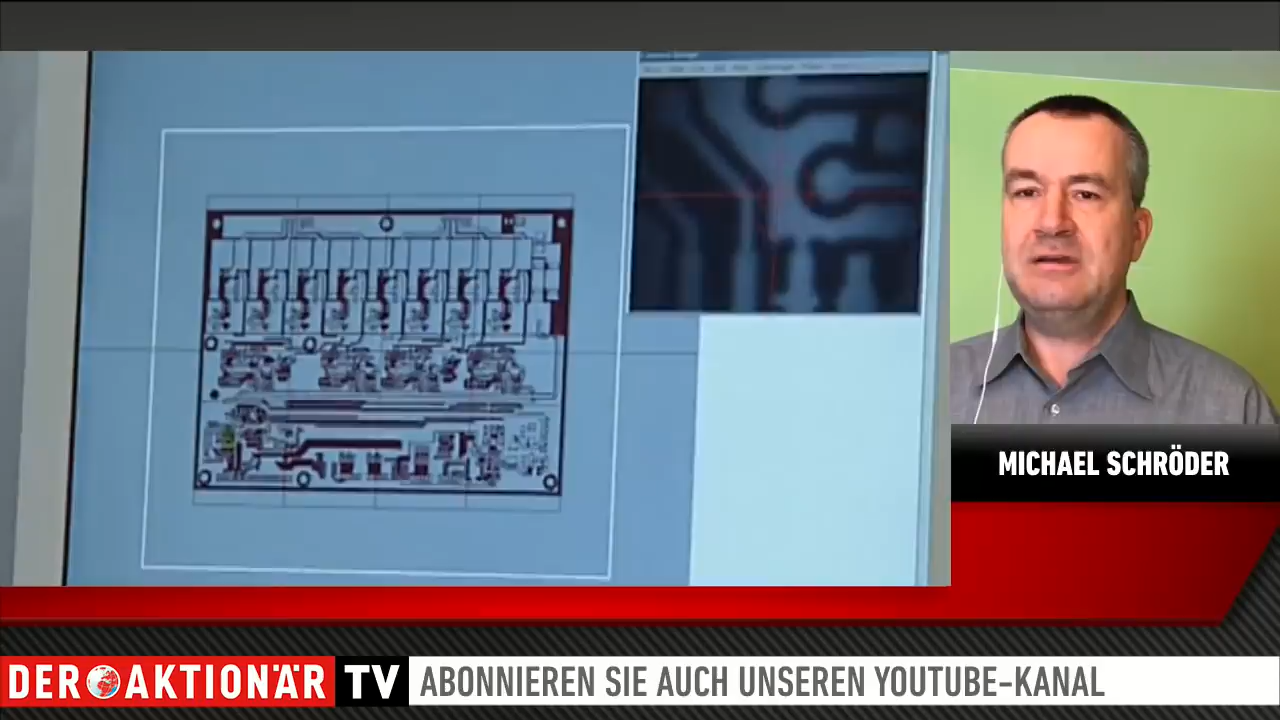 MICHAEL SCHRÖDER
DER AKTIONÄR TV
ABONNIEREN SIE AUCH UNSEREN YOUTUBE-KANAL